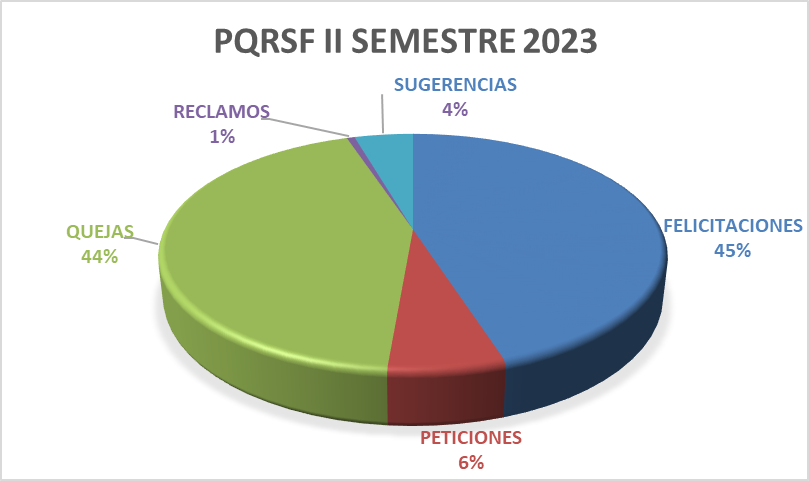 PQRSF II SEMESTRE 2023
SUGERENCIAS
4%
RECLAMOS
1%
FELICITACIONES
45%
QUEJAS
44%
PETICIONES
6%